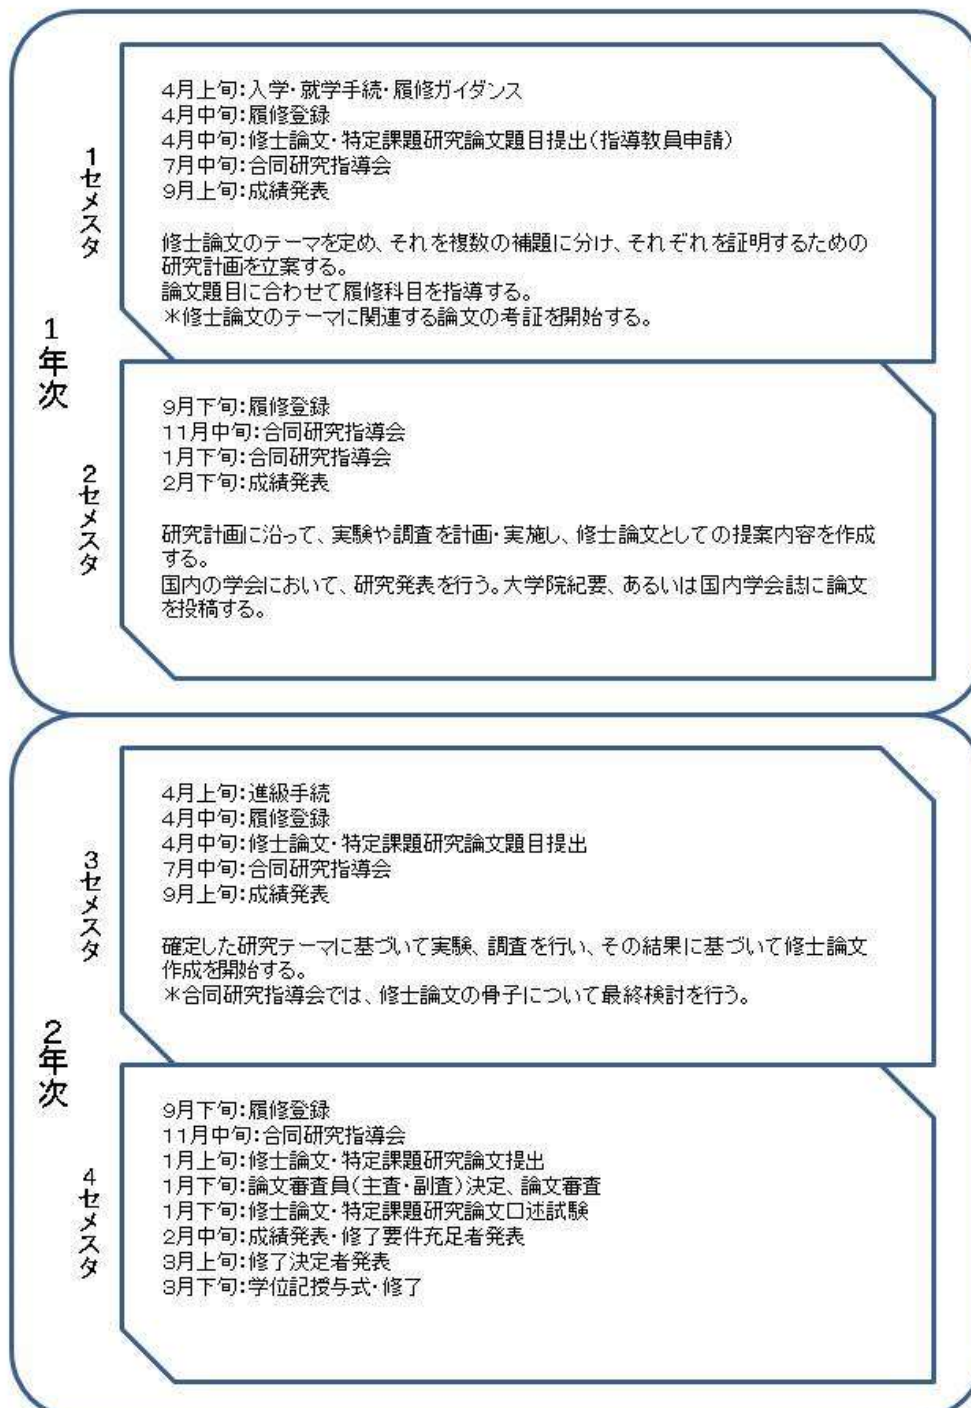 1年次
1セメスタ
4月上旬:入学・就学手続・履修ガイダンス
4月中旬:履修登録
4月中旬:修士論文・特定課題研究論文題目提出(指導教員申請)
7月中旬:合同研究指導会
9月上旬:成績発表
修士論文のテーマを定め、それを複数の補題に分け、それぞれを証明するための
研究計画を立案する。
論文題目に合わせて履修科目を指導する。
*修士論文のテーマに関連する論文の考証を開始する。
2セメスタ
9月下旬:履修登録
11月中旬:合同研究指導会
1月下旬:合同研究指導会
2月下旬:成績発表
研究計画に沿って、実験や調査を計画・実施し、修士論文としての提案内容を作成
する。
国内の学会において、研究発表を行う。大学院紀要、あるいは国内学会誌に論文
を投稿する。
2年次
3セメスタ
4月上旬:進級手続
4月中旬:履修登録
4月中旬:修士論文・特定課題研究論文題目提出
7月中旬:合同研究指導会
9月上旬:成績発表
確定した研究テーマに基づいて実験、調査を行い、その結果に基づいて修士論文
作成を開始する。
*合同研究指導会では、修士論文の骨子について最終検討を行う。
4セメスタ
9月下旬:履修登録
11月中旬:合同研究指導会
1月上旬:修士論文・特定課題研究論文提出
1月下旬:論文審査員(主査・副査)決定、論文審査
1月下旬:修士論文・特定課題研究論文口述試験
2月中旬:成績発表・修了要件充足者発表
3月上旬:修了決定者発表
3月下旬:学位記授与式・修了